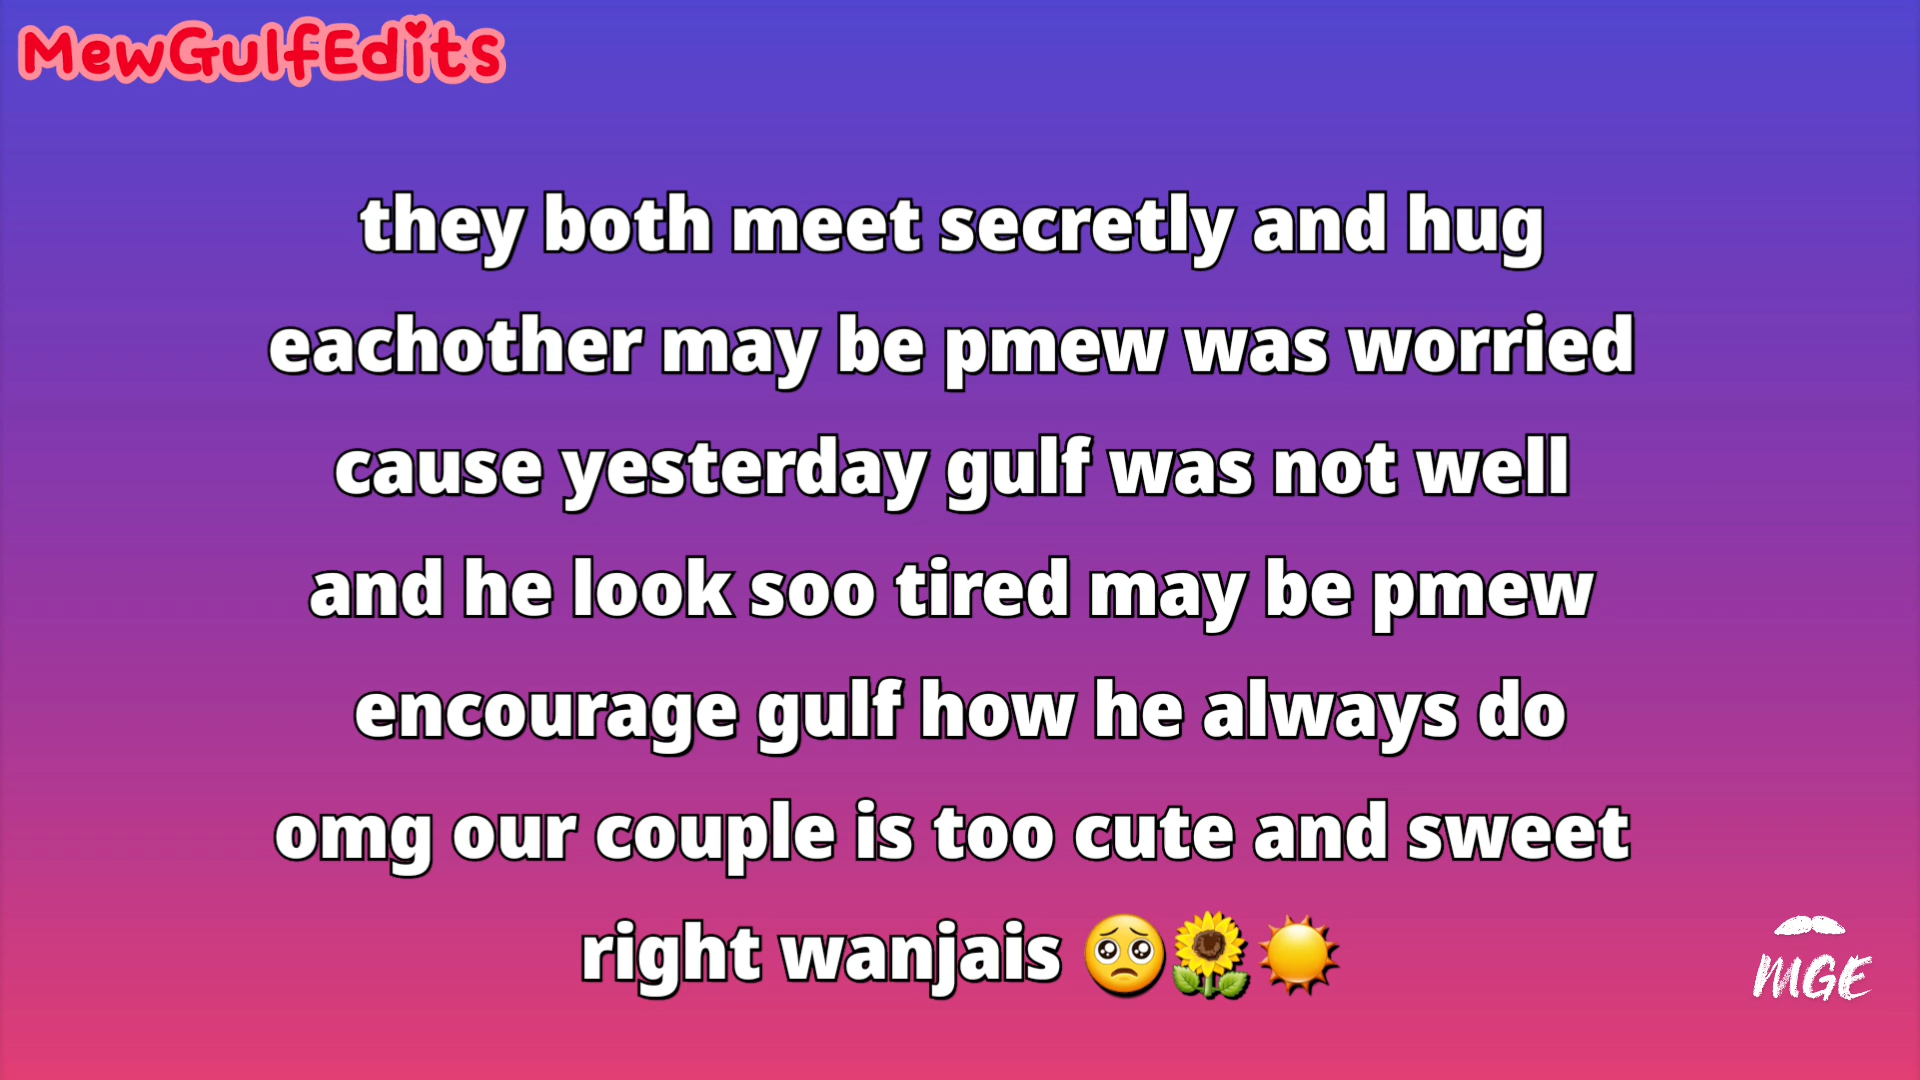 MewGulfEdits
they both meet secretly and hug
eachother may be pmew was worried
cause yesterday gulf was not well
and he look soo tired may be pmew
encourage gulf how he always do
omg our couple is too cute and sweet
right wanjais 🥺🌻☀️
MGE